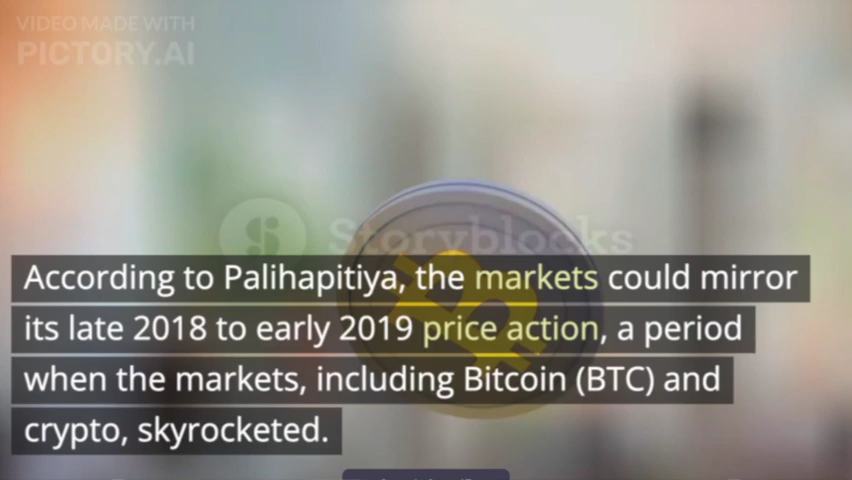 VIDEO MADE WITH
PICTORY.AI
Storyblocks
According to Palihapitiya, the markets could mirror
its late 2018 to early 2019 price action, a period
when the markets, including Bitcoin (BTC) and
crypto, skyrocketed.